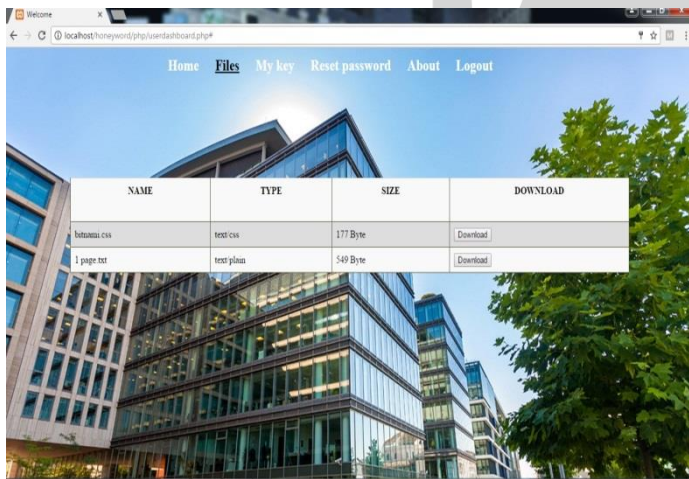 Welcome
localhost/honeyword/php/userdashboard.php#
Home Files My key Reset password About Logout
NAME TYPE SIZE DOWNLOAD
bitnami.css text/css 177 Byte Download
1 page.txt text/plain 549 Byte Download